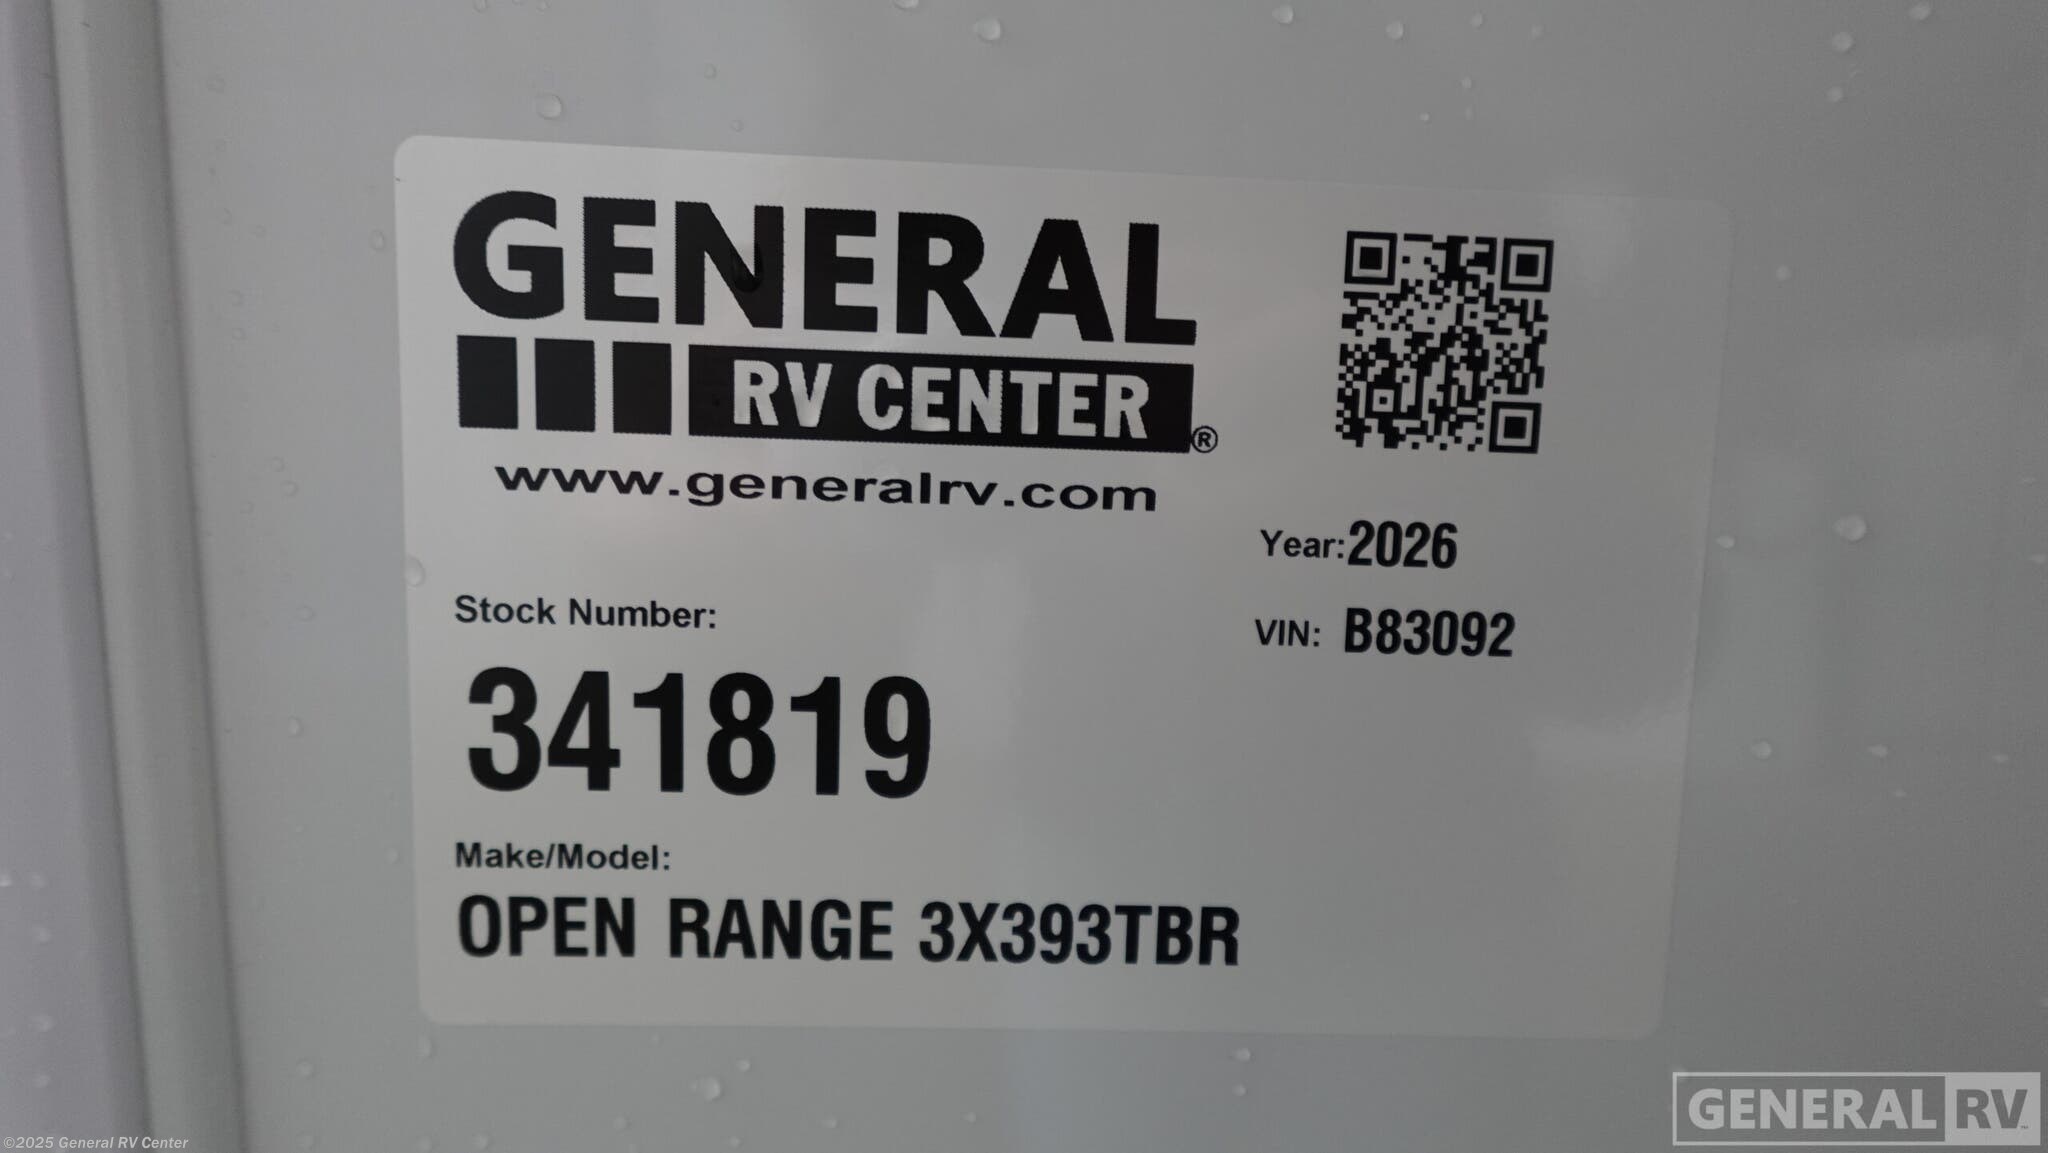 GENERAL
RV CENTER®
www.generalrv.com
Year:2026
Stock Number:
VIN: B83092
341819
Make/Model:
OPEN RANGE 3X393TBR
©2025 General RV Center
GENERAL RV™